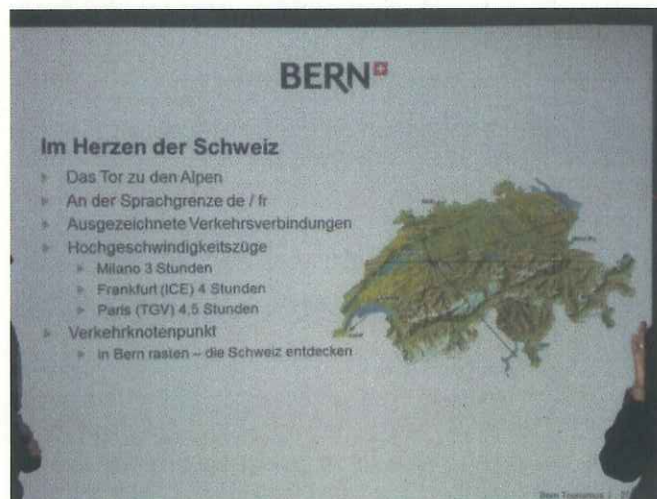 BERN
Im Herzen der Schweiz
Das Tor zu den Alpen
An der Sprachgrenze de / fr
Ausgezeichnete Verkehrsverbindungen
Hochgeschwindigkeitszüge
Milano 3 Stunden
Frankfurt (ICE) 4 Stunden
Paris (TGV) 4,5 Stunden
Verkehrknotenpunkt
In Bern rasten – die Schweiz entdecken